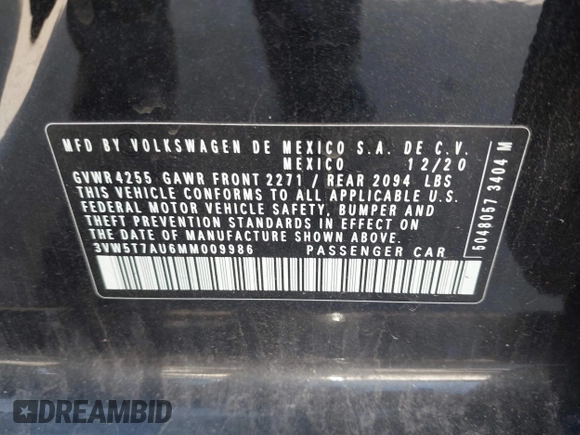 MFD BY VOLKSWAGEN DE MEXICO S.A. DE C.V.
MEXICO 12/20
GVWR 4255 GAWR FRONT 2271 / REAR 2094 LBS
THIS VEHICLE CONFORMS TO ALL APPLICABLE U.S.
FEDERAL MOTOR VEHICLE SAFETY, BUMPER AND
THEFT PREVENTION STANDARDS IN EFFECT ON
DATE OF MANUFACTURE SHOWN ABOVE
3VW5T7AU6MM009986 PASSENGER CAR
5048057 3404 M
DREAMBID